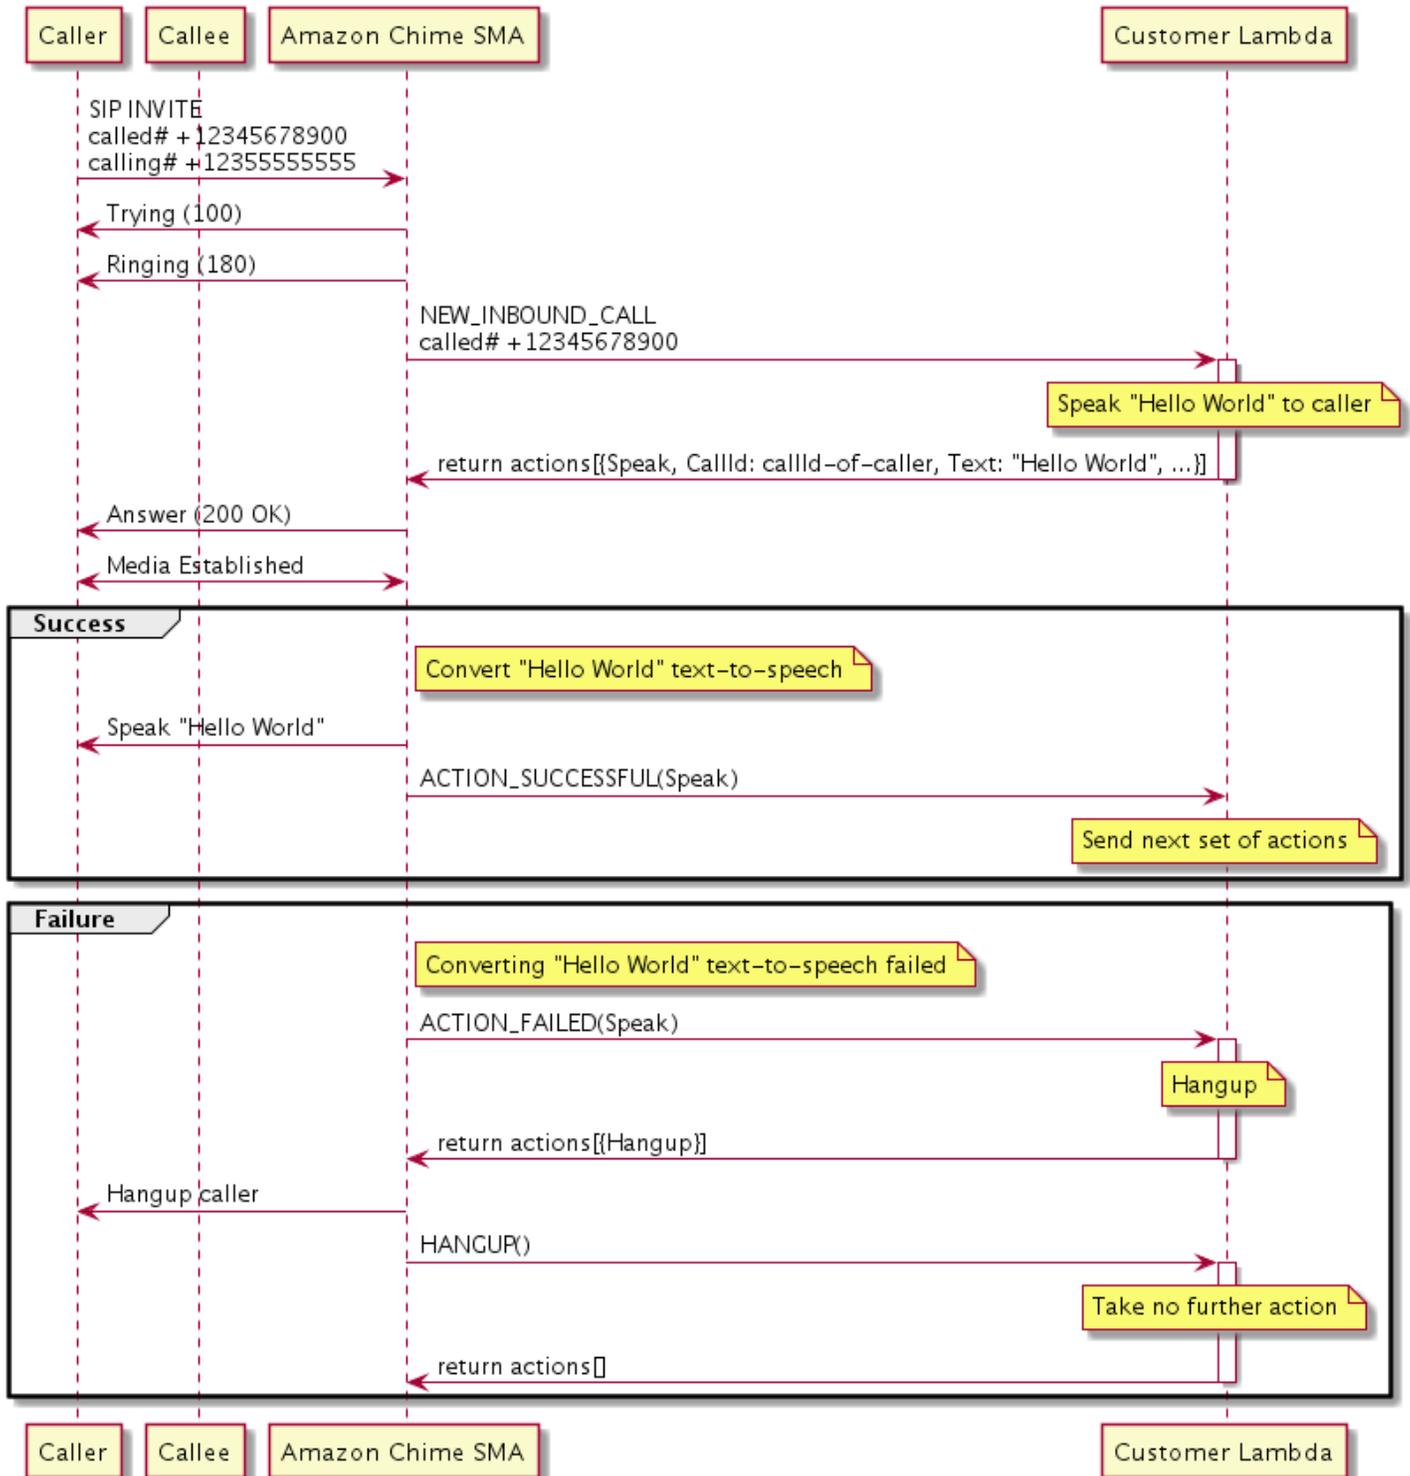 Caller
Callee
Amazon Chime SMA
Customer Lambda
SIP INVITE
called# +12345678900
calling# +12355555555
Trying (100)
Ringing (180)
NEW_INBOUND_CALL
called# +12345678900
Speak "Hello World" to caller
return actions[{Speak, CallId: callId-of-caller, Text: "Hello World", ...}]
Answer (200 OK)
Media Established
Success
Convert "Hello World" text-to-speech
Speak "Hello World"
ACTION_SUCCESSFUL(Speak)
Send next set of actions
Failure
Converting "Hello World" text-to-speech failed
ACTION_FAILED(Speak)
Hangup
return actions[{Hangup}]
Hangup caller
HANGUP()
Take no further action
return actions[]
Caller
Callee
Amazon Chime SMA
Customer Lambda